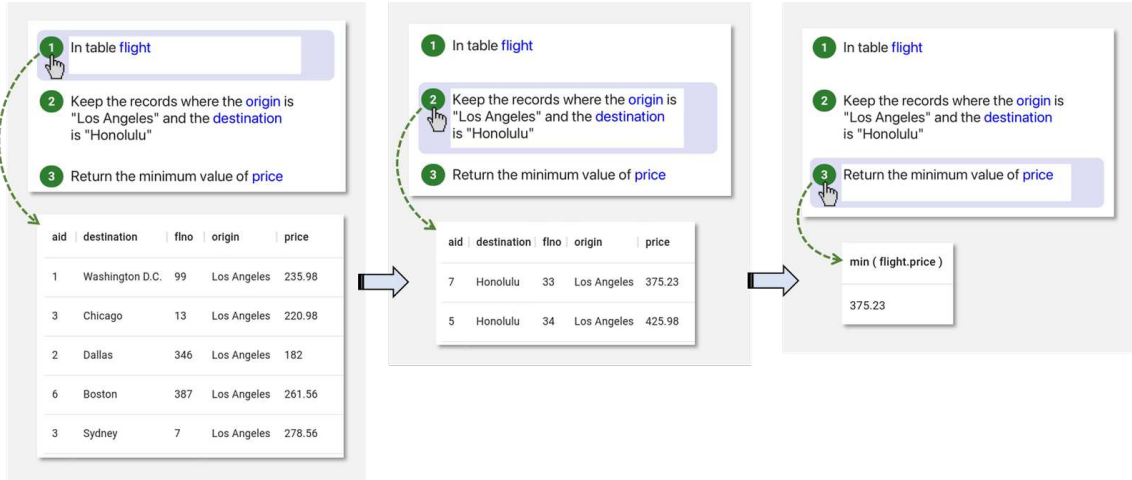 1 In table flight
2 Keep the records where the origin is
"Los Angeles" and the destination
is "Honolulu"
3 Return the minimum value of price
aid destination flno origin price
1 Washington D.C. 99 Los Angeles 235.98
3 Chicago 13 Los Angeles 220.98
2 Dallas 346 Los Angeles 182
6 Boston 387 Los Angeles 261.56
3 Sydney 7 Los Angeles 278.56
1 In table flight
2 Keep the records where the origin is
"Los Angeles" and the destination
is "Honolulu"
3 Return the minimum value of price
aid destination flno origin price
7 Honolulu 33 Los Angeles 375.23
5 Honolulu 34 Los Angeles 425.98
1 In table flight
2 Keep the records where the origin is
"Los Angeles" and the destination
is "Honolulu"
3 Return the minimum value of price
min ( flight.price )
375.23